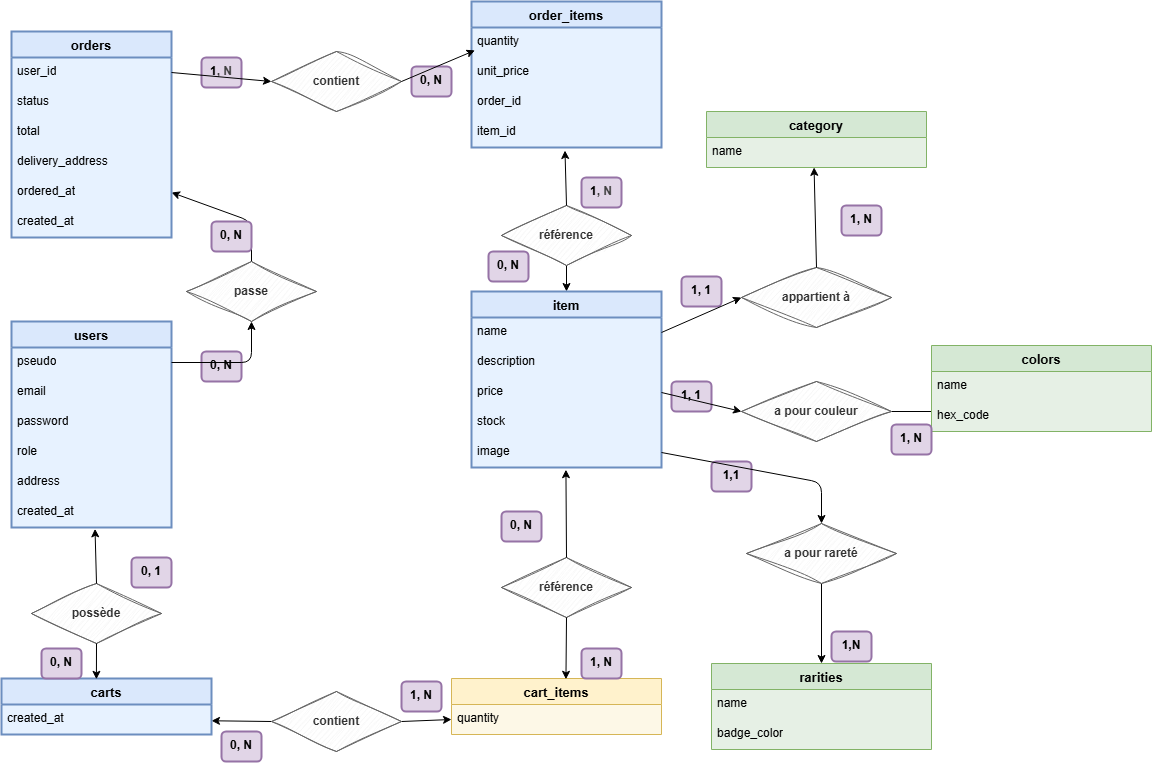 order_items
quantity
unit_price
order_id
item_id
orders
user_id
status
total
delivery_address
ordered_at
created_at
1, N
contient
0, N
category
name
1, N
référence
0, N
1, N
0, N
passe
0, N
users
pseudo
email
password
role
address
created_at
item
name
description
price
stock
image
1, 1
appartient à
1, 1
a pour couleur
1, N
colors
name
hex_code
1,1
a pour rareté
1,N
rarities
name
badge_color
0, N
référence
1, N
0, 1
possède
0, N
carts
created_at
0, N
contient
1, N
cart_items
quantity